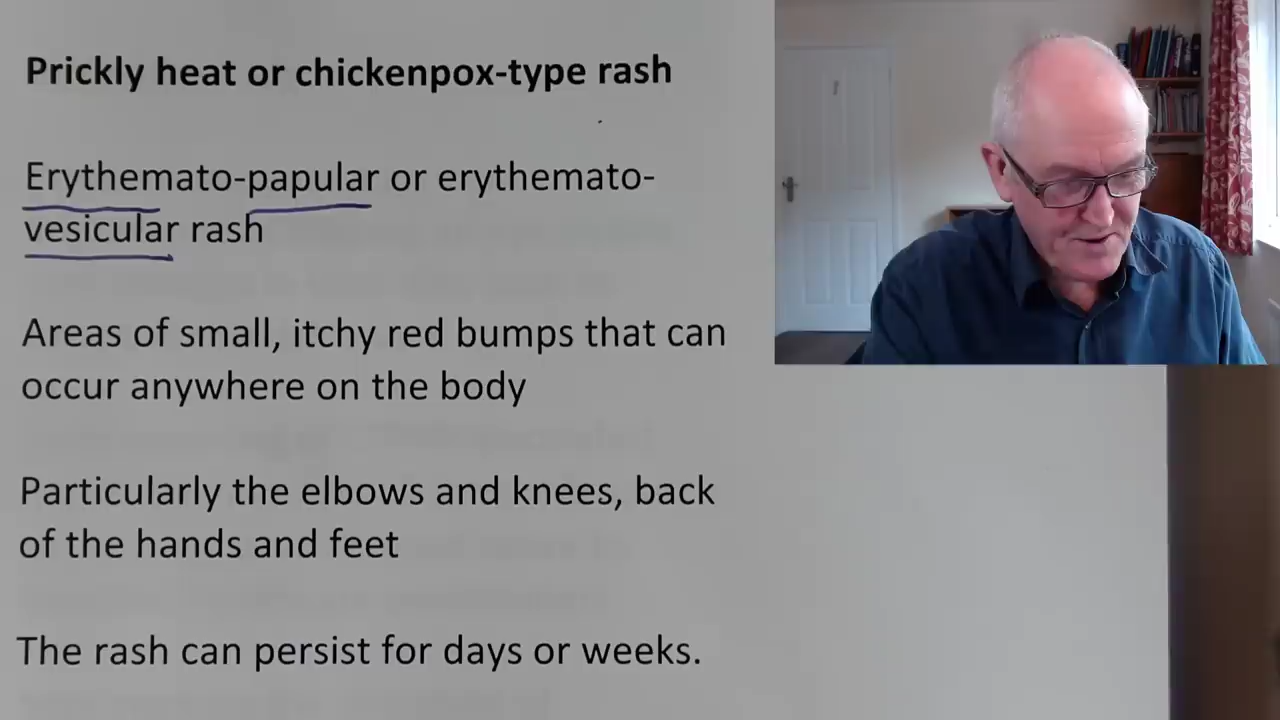 Prickly heat or chickenpox-type rash
Erythemato-papular or erythemato-
vesicular rash
Areas of small, itchy red bumps that can
occur anywhere on the body
Particularly the elbows and knees, back
of the hands and feet
The rash can persist for days or weeks.